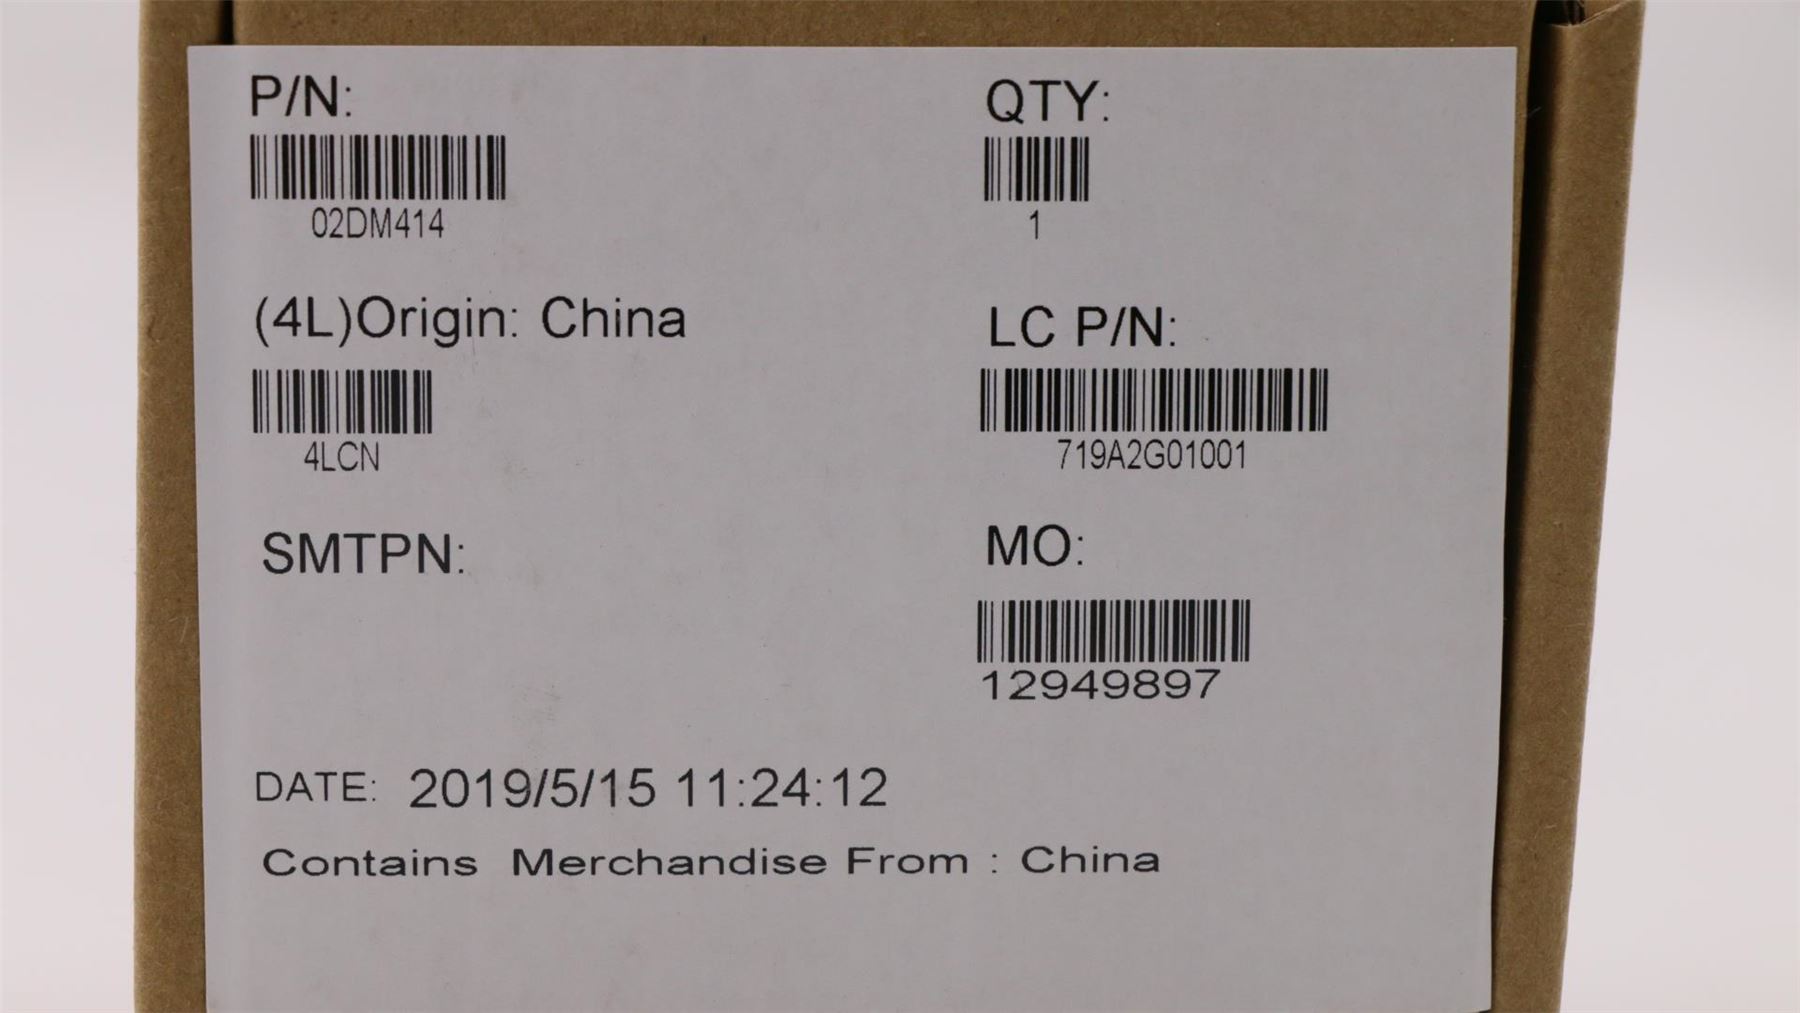 P/N:
QTY:
02DM414
1
(4L)Origin: China
LC P/N:
4LCN
719A2G01001
SMTPN:
MO:
12949897
DATE: 2019/5/15 11:24:12
Contains Merchandise From : China